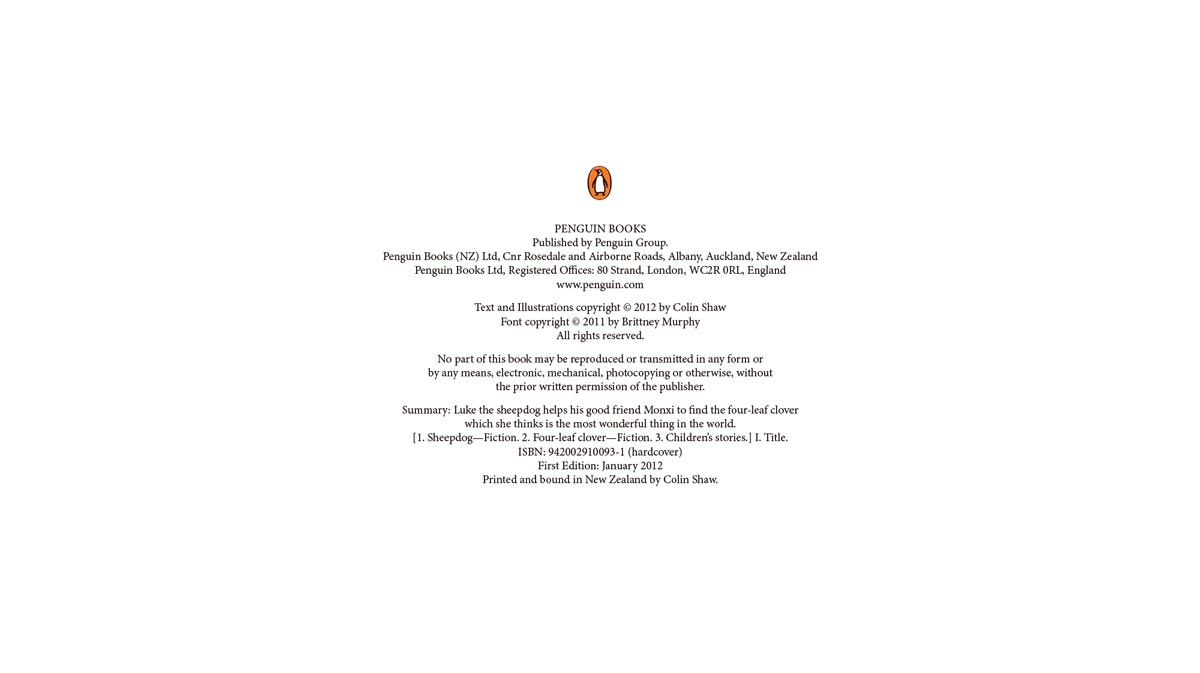 PENGUIN BOOKS
Published by Penguin Group.
Penguin Books (NZ) Ltd, Cnr Rosedale and Airborne Roads, Albany, Auckland, New Zealand
Penguin Books Ltd, Registered Offices: 80 Strand, London, WC2R 0RL, England
www.penguin.com
Text and Illustrations copyright © 2012 by Colin Shaw
Font copyright © 2011 by Brittney Murphy
All rights reserved.
No part of this book may be reproduced or transmitted in any form or
by any means, electronic, mechanical, photocopying or otherwise, without
the prior written permission of the publisher.
Summary: Luke the sheepdog helps his good friend Monxi to find the four-leaf clover
which she thinks is the most wonderful thing in the world.
[1. Sheepdog—Fiction. 2. Four-leaf clover—Fiction. 3. Children's stories.] I. Title.
ISBN: 942002910093-1 (hardcover)
First Edition: January 2012
Printed and bound in New Zealand by Colin Shaw.